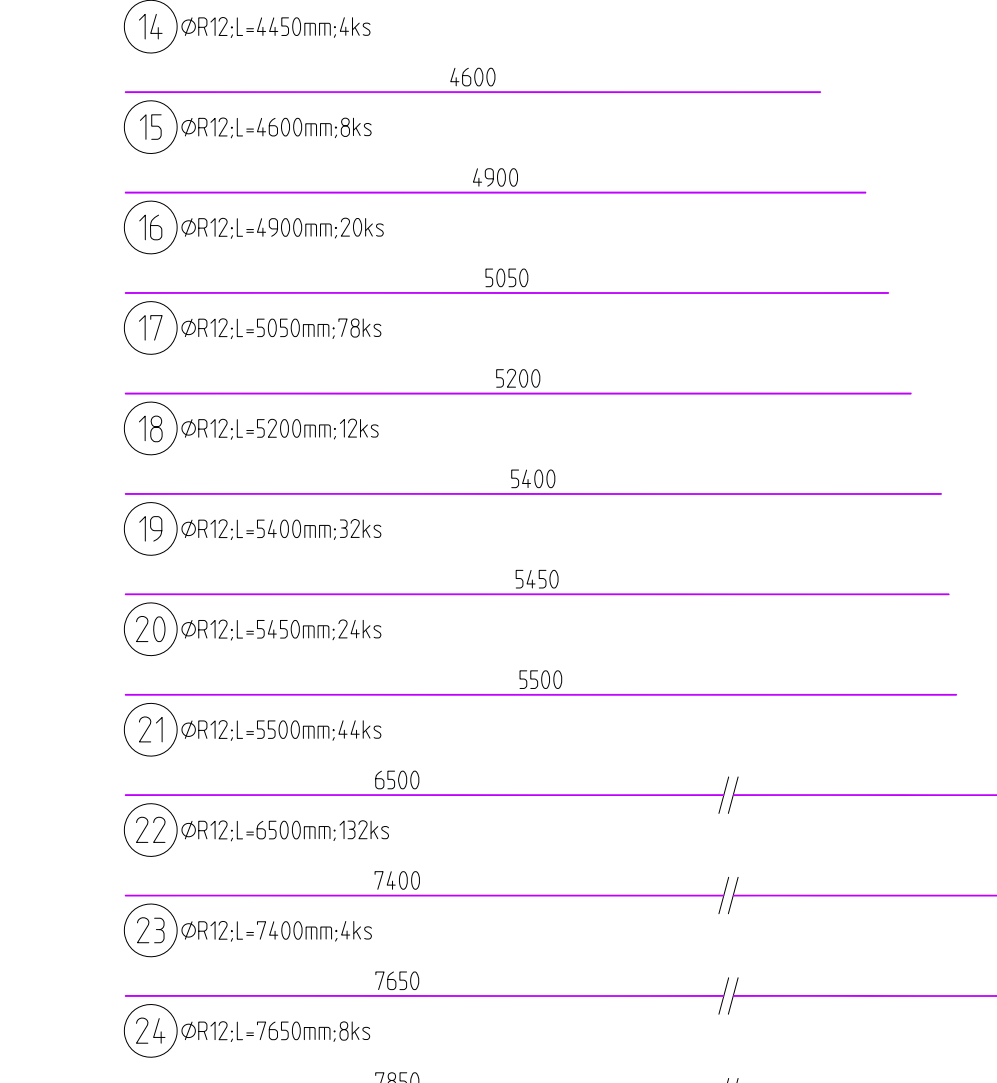 14 ØR12;L=4450mm;4ks
4600
15 ØR12;L=4600mm;8ks
4900
16 ØR12;L=4900mm;20ks
5050
17 ØR12;L=5050mm;78ks
5200
18 ØR12;L=5200mm;12ks
5400
19 ØR12;L=5400mm;32ks
5450
20 ØR12;L=5450mm;24ks
5500
21 ØR12;L=5500mm;44ks
6500
22 ØR12;L=6500mm;132ks
7400
23 ØR12;L=7400mm;4ks
7650
24 ØR12;L=7650mm;8ks
7850